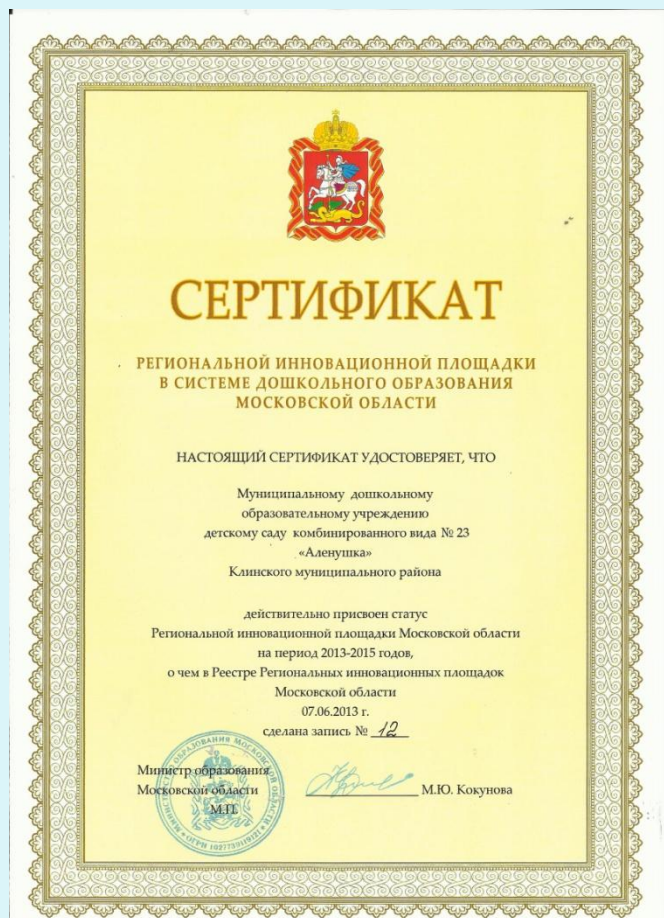 СЕРТИФИКАТ
РЕГИОНАЛЬНОЙ ИННОВАЦИОННОЙ ПЛОЩАДКИ
В СИСТЕМЕ ДОШКОЛЬНОГО ОБРАЗОВАНИЯ
МОСКОВСКОЙ ОБЛАСТИ
НАСТОЯЩИЙ СЕРТИФИКАТ УДОСТОВЕРЯЕТ, ЧТО
Муниципальному дошкольному
образовательному учреждению
детскому саду комбинированного вида № 23
«Аленушка»
Клинского муниципального района
действительно присвоен статус
Региональной инновационной площадки Московской области
на период 2013-2015 годов,
о чем в Реестре Региональных инновационных площадок
Московской области
07.06.2013 г.
сделана запись № 12
Министр образования
Московской области
М.Ю. Кокунова
М.П.